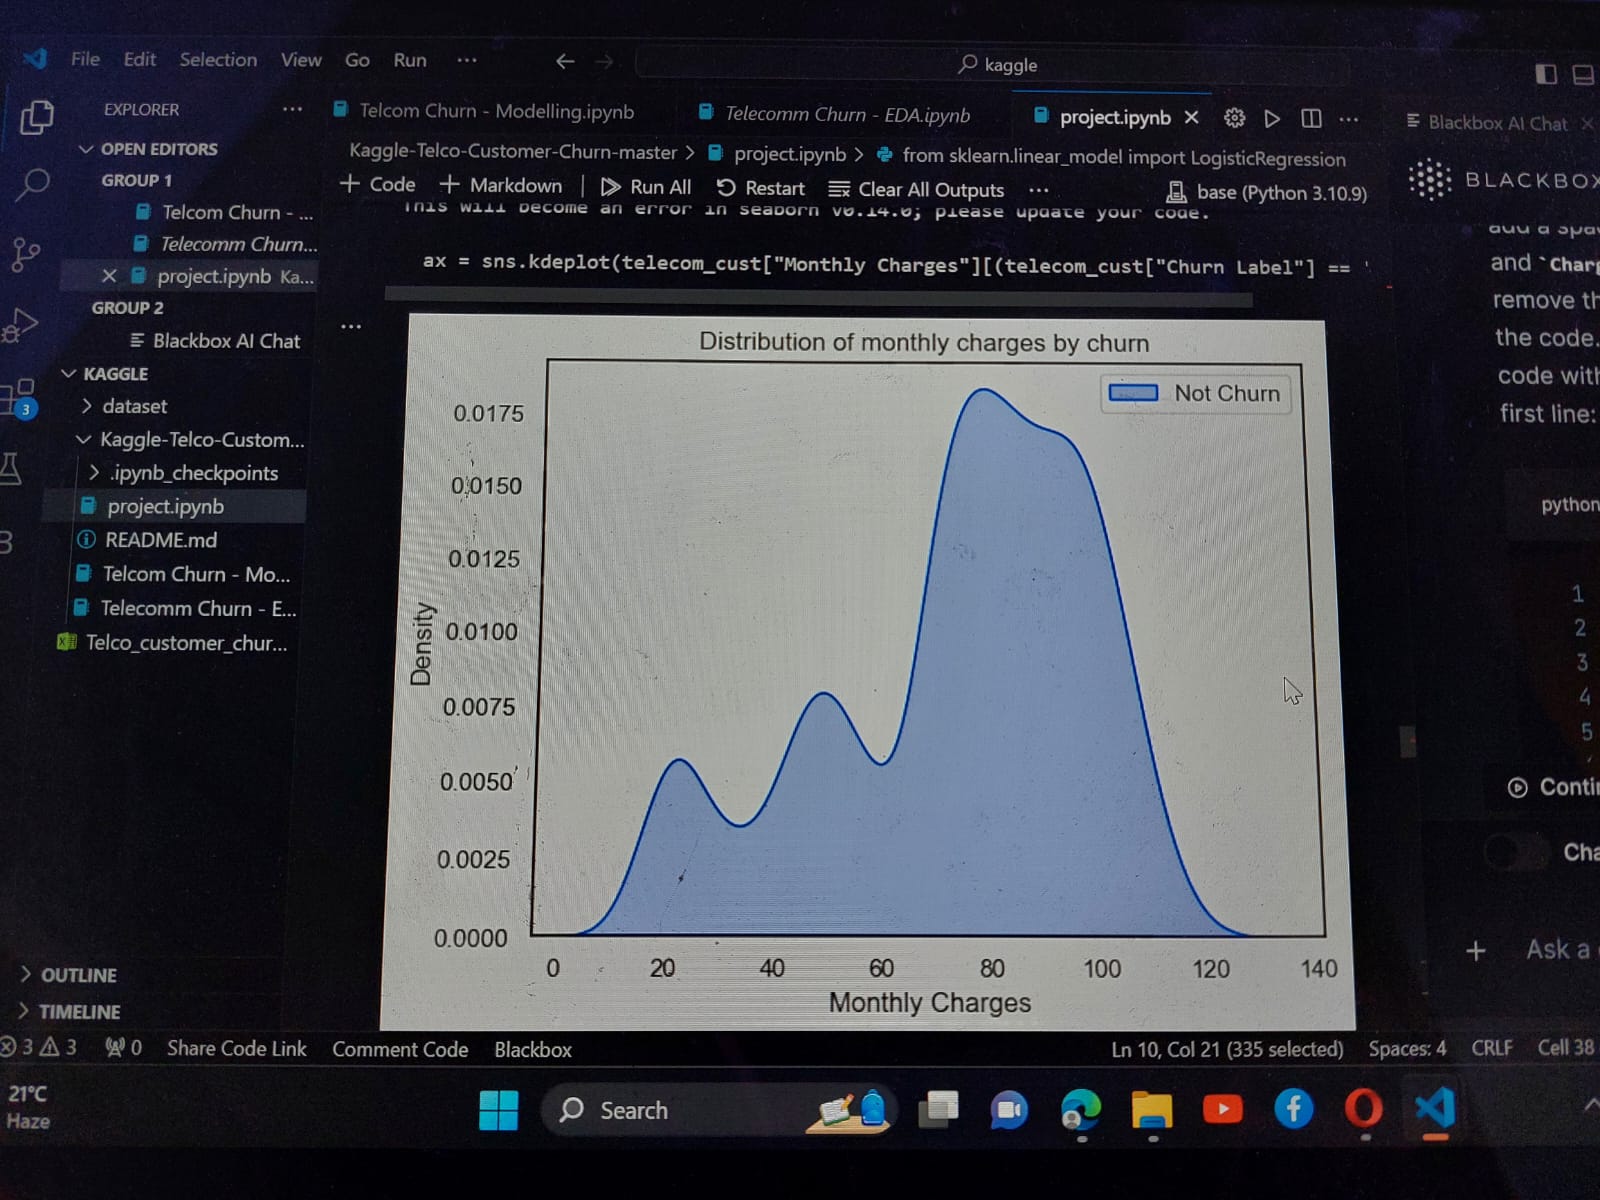 File Edit Selection View Go Run ...
kaggle
EXPLORER ...
OPEN EDITORS
GROUP 1
Telcom Churn - ...
Telecomm Churn...
project.ipynb Ka...
GROUP 2
Blackbox AI Chat
KAGGLE
dataset
Kaggle-Telco-Custom...
.ipynb_checkpoints
project.ipynb
README.md
Telcom Churn - Mo...
Telecomm Churn - E...
Telco_customer_chur...
OUTLINE
TIMELINE
3
Telcom Churn - Modelling.ipynb Telecomm Churn - EDA.ipynb project.ipynb
Kaggle-Telco-Customer-Churn-master > project.ipynb > from sklearn.linear_model import LogisticRegression
+ Code + Markdown | Run All Restart Clear All Outputs ... base (Python 3.10.9)
This will become an error in seaborn v0.14.0; please update your code.
ax = sns.kdeplot(telecom_cust["Monthly Charges"][(telecom_cust["Churn Label"] == '
Distribution of monthly charges by churn
Not Churn
0.0175
0.0150
0.0125
0.0100
0.0075
0.0050
0.0025
0.0000
Density
0 20 40 60 80 100 120 140
Monthly Charges
Blackbox AI Chat
BLACKBOX
add a spa
and `Char
remove th
the code.
code with
first line:
python
1
2
3
4
5
Conti
Cha
+ Ask a
3 3 0 Share Code Link Comment Code Blackbox Ln 10, Col 21 (335 selected) Spaces: 4 CRLF Cell 38
21°C
Haze
Search